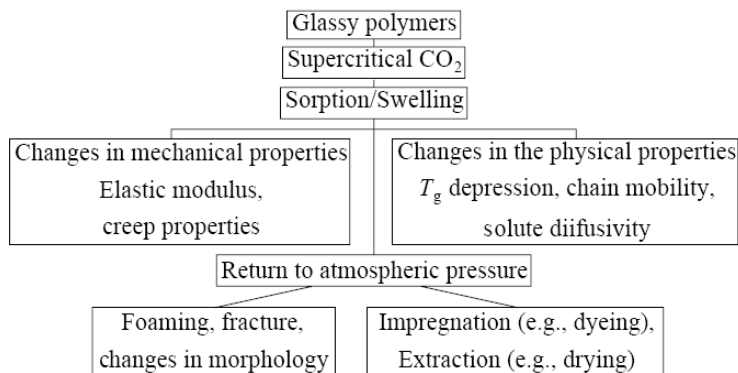 Glassy polymers
Supercritical CO₂
Sorption/Swelling
Changes in mechanical properties
Elastic modulus,
creep properties
Changes in the physical properties
Tg depression, chain mobility,
solute diifusivity
Return to atmospheric pressure
Foaming, fracture,
changes in morphology
Impregnation (e.g., dyeing),
Extraction (e.g., drying)